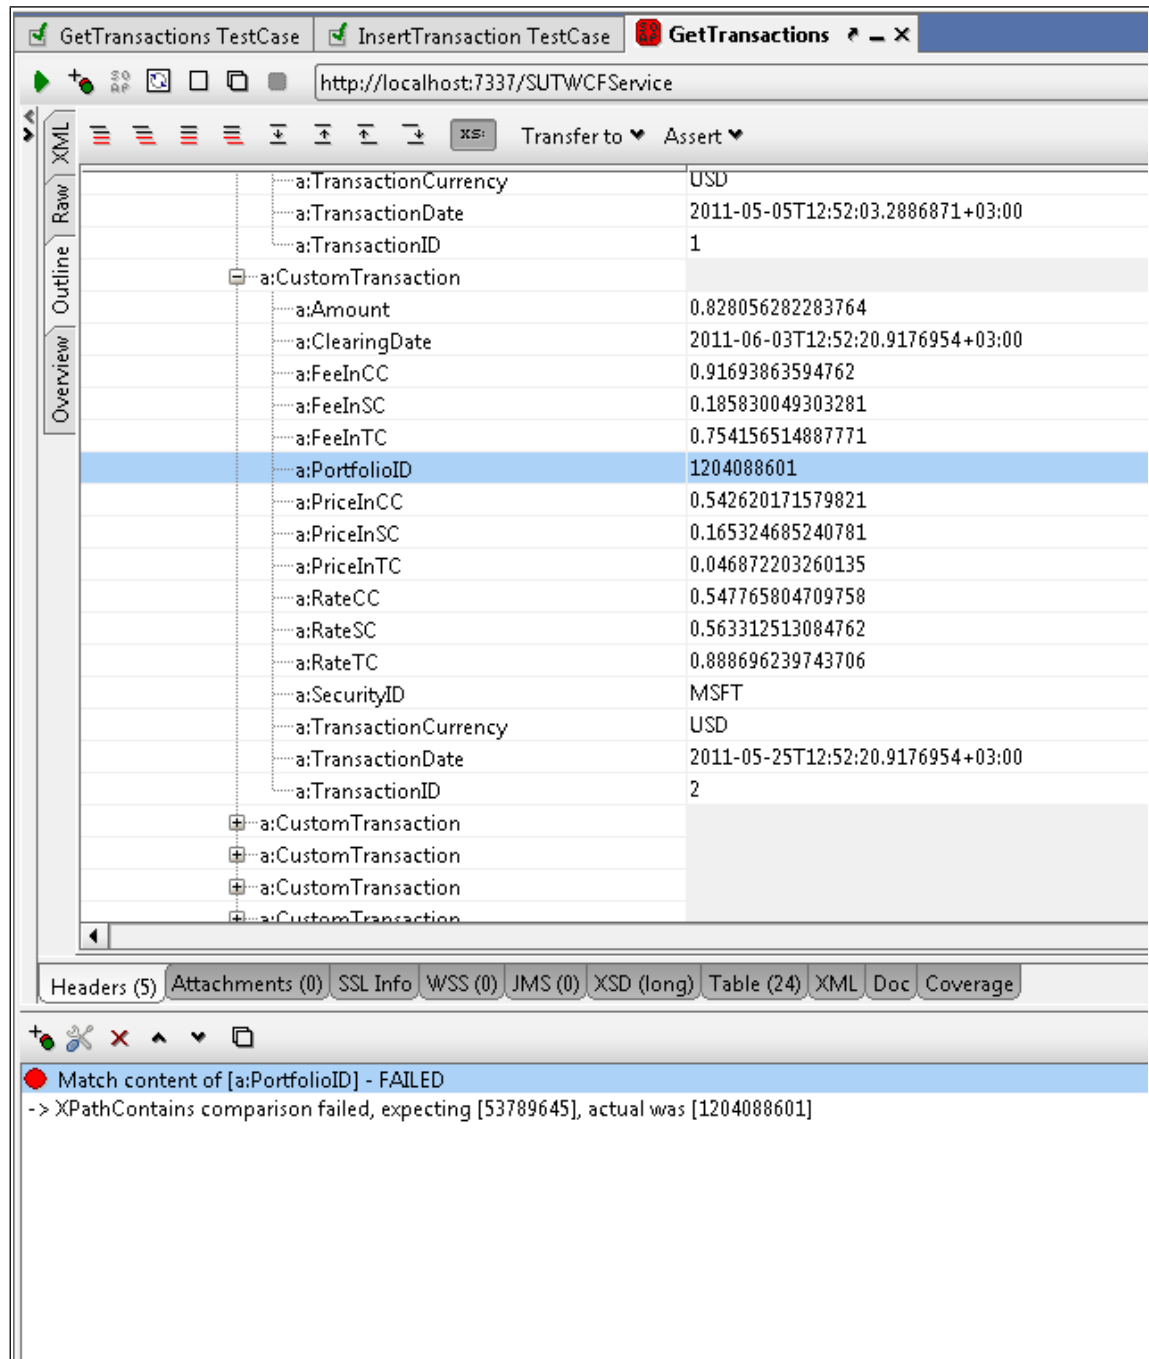 GetTransactions TestCase InsertTransaction TestCase GetTransactions
http://localhost:7337/SUTWCFService
XS: Transfer to Assert
XML
Raw
Outline
Overview
a:TransactionCurrency USD
a:TransactionDate 2011-05-05T12:52:03.2886871+03:00
a:TransactionID 1
a:CustomTransaction
a:Amount 0.828056282283764
a:ClearingDate 2011-06-03T12:52:20.9176954+03:00
a:FeeInCC 0.91693863594762
a:FeeInSC 0.185830049303281
a:FeeInTC 0.754156514887771
a:PortfolioID 1204088601
a:PriceInCC 0.542620171579821
a:PriceInSC 0.165324685240781
a:PriceInTC 0.046872203260135
a:RateCC 0.547765804709758
a:RateSC 0.563312513084762
a:RateTC 0.888696239743706
a:SecurityID MSFT
a:TransactionCurrency USD
a:TransactionDate 2011-05-25T12:52:20.9176954+03:00
a:TransactionID 2
a:CustomTransaction
a:CustomTransaction
a:CustomTransaction
a:CustomTransaction
Headers (5) Attachments (0) SSL Info WSS (0) JMS (0) XSD (long) Table (24) XML Doc Coverage
Match content of [a:PortfolioID] - FAILED
-> XPathContains comparison failed, expecting [53789645], actual was [1204088601]